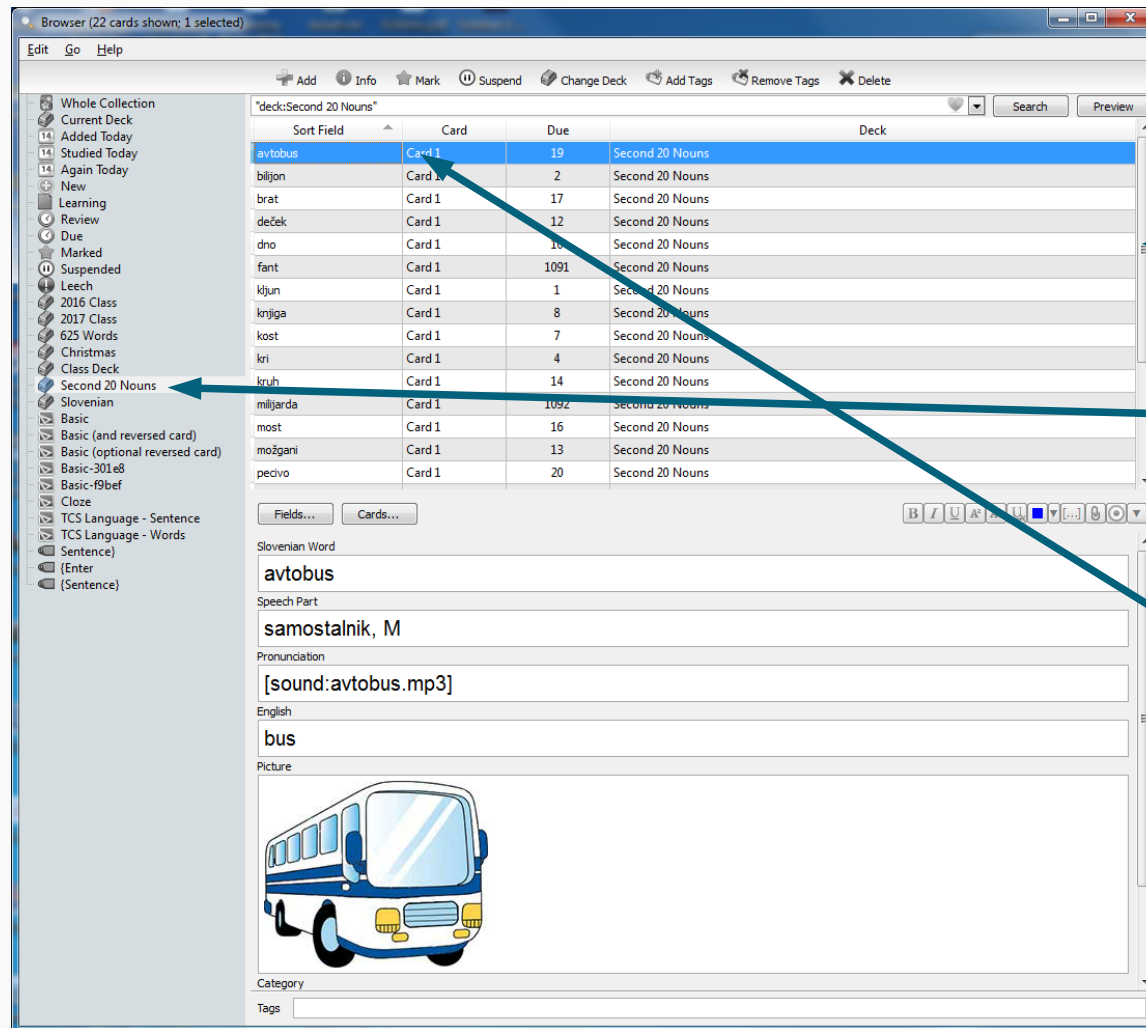 Browser (22 cards shown; 1 selected)
Edit Go Help
Add Info Mark Suspend Change Deck Add Tags Remove Tags Delete
Whole Collection
Current Deck
Added Today
Studied Today
Again Today
New
Learning
Review
Due
Marked
Suspended
Leech
2016 Class
2017 Class
625 Words
Christmas
Class Deck
Second 20 Nouns
Slovenian
Basic
Basic (and reversed card)
Basic (optional reversed card)
Basic-301e8
Basic-f9bef
Cloze
TCS Language - Sentence
TCS Language - Words
Sentence}
{Enter
{Sentence}
"deck:Second 20 Nouns" Search Preview
Sort Field Card Due Deck
avtobus Card 1 19 Second 20 Nouns
bilijon Card 1 2 Second 20 Nouns
brat Card 1 17 Second 20 Nouns
deček Card 1 12 Second 20 Nouns
dno Card 1 Second 20 Nouns
fant Card 1 1091 Second 20 Nouns
kljun Card 1 1 Second 20 Nouns
knjiga Card 1 8 Second 20 Nouns
kost Card 1 7 Second 20 Nouns
kri Card 1 4 Second 20 Nouns
kruh Card 1 14 Second 20 Nouns
milijarda Card 1 1092 Second 20 Nouns
most Card 1 16 Second 20 Nouns
možgani Card 1 13 Second 20 Nouns
pecivo Card 1 20 Second 20 Nouns
Fields... Cards... B I U
Slovenian Word
avtobus
Speech Part
samostalnik, M
Pronunciation
[sound:avtobus.mp3]
English
bus
Picture
Category
Tags